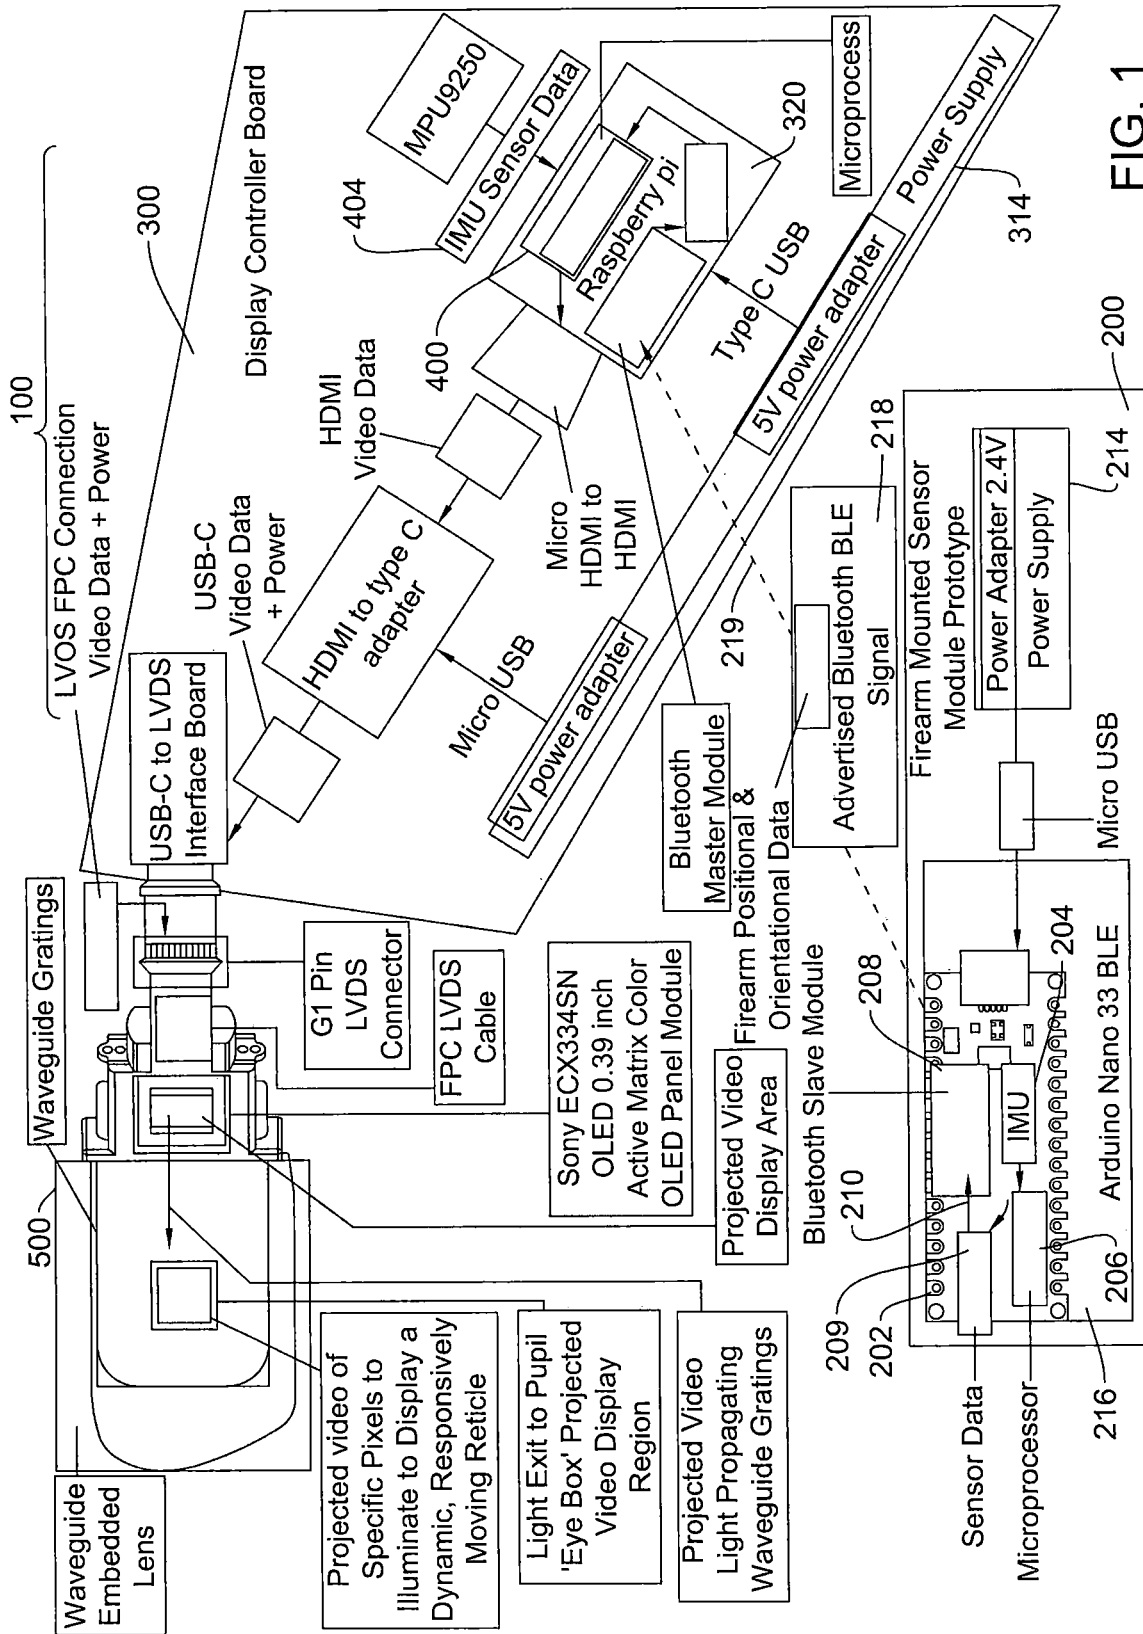 100
LVOS FPC Connection
Video Data + Power
300
Display Controller Board
MPU9250
IMU Sensor Data
404
400
Raspberry pi
320
Microprocess
HDMI
Video Data
Micro
HDMI to
HDMI
HDMI to type C
adapter
USB-C
Video Data
+ Power
USB-C to LVDS
Interface Board
Type C USB
5V power adapter
Power Supply
314
Micro USB
5V power adapter
Bluetooth
Master Module
219
500
Waveguide Gratings
Waveguide
Embedded
Lens
G1 Pin
LVDS
Connector
FPC LVDS
Cable
Sony ECX334SN
OLED 0.39 inch
Active Matrix Color
OLED Panel Module
Projected Video
Display Area
Projected video of
Specific Pixels to
Illuminate to Display a
Dynamic, Responsively
Moving Reticle
Light Exit to Pupil
'Eye Box' Projected
Video Display
Region
Projected Video
Light Propagating
Waveguide Gratings
Firearm Positional &
Orientational Data
Advertised Bluetooth BLE
Signal
218
Firearm Mounted Sensor
Module Prototype
200
Power Adapter 2.4V
Power Supply
214
Micro USB
Bluetooth Slave Module
208
204
210
209
202
IMU
206
Arduino Nano 33 BLE
Sensor Data
Microprocessor
216
FIG. 1